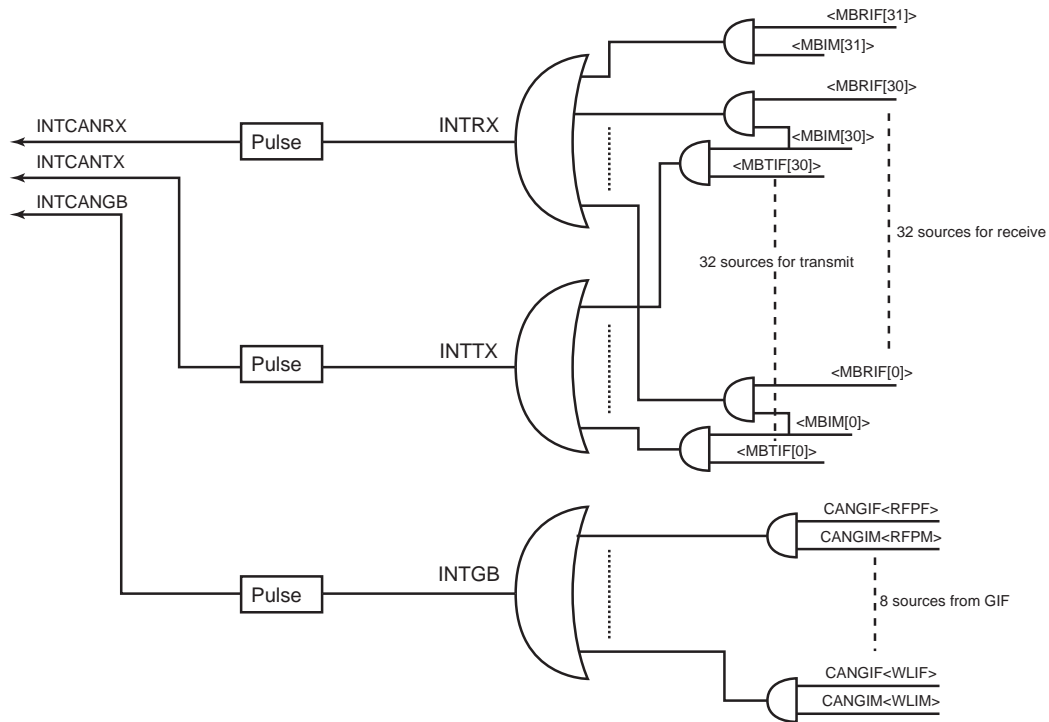 <MBRIF[31]>
<MBIM[31]>
<MBRIF[30]>
INTCANRX
Pulse
INTRX
<MBIM[30]>
INTCANTX
<MBTIF[30]>
INTCANGB
32 sources for receive
32 sources for transmit
Pulse
INTTX
<MBRIF[0]>
<MBIM[0]>
<MBTIF[0]>
CANGIF<RFPF>
CANGIM<RFPM>
Pulse
INTGB
8 sources from GIF
CANGIF<WLIF>
CANGIM<WLIM>